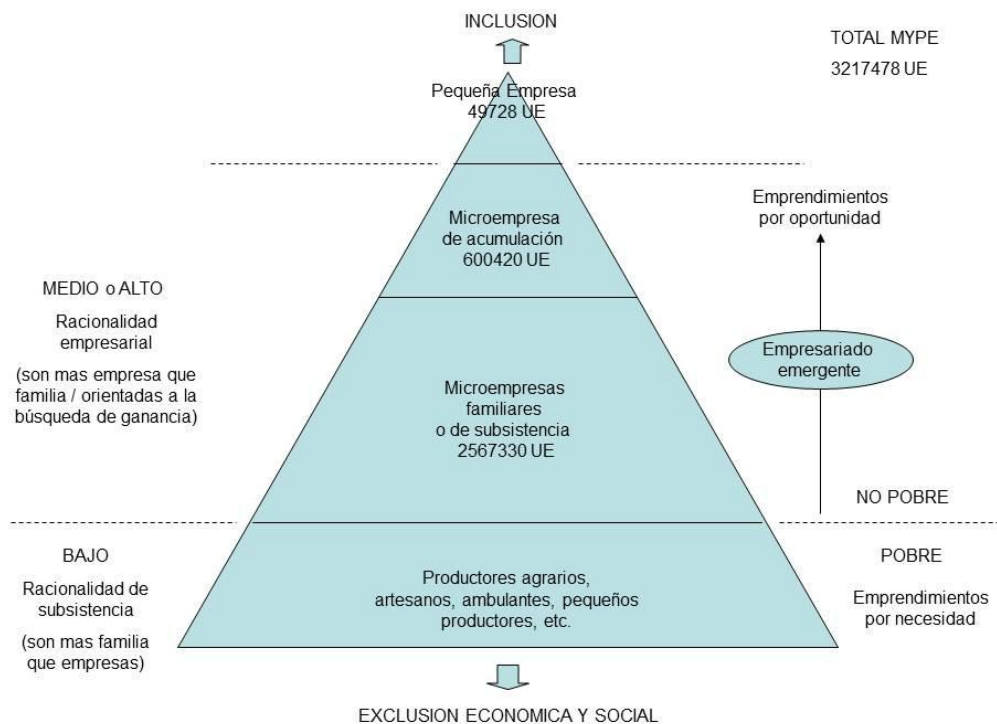 INCLUSION
TOTAL MYPE
3217478 UE
Pequeña Empresa
49728 UE
Microempresa
de acumulación
600420 UE
Emprendimientos
por oportunidad
MEDIO o ALTO
Racionalidad
empresarial
(son mas empresa que
familia / orientadas a la
búsqueda de ganancia)
Microempresas
familiares
o de subsistencia
2567330 UE
Empresariado
emergente
NO POBRE
BAJO
Racionalidad de
subsistencia
(son mas familia
que empresas)
Productores agrarios,
artesanos, ambulantes, pequeños
productores, etc.
POBRE
Emprendimientos
por necesidad
EXCLUSION ECONOMICA Y SOCIAL